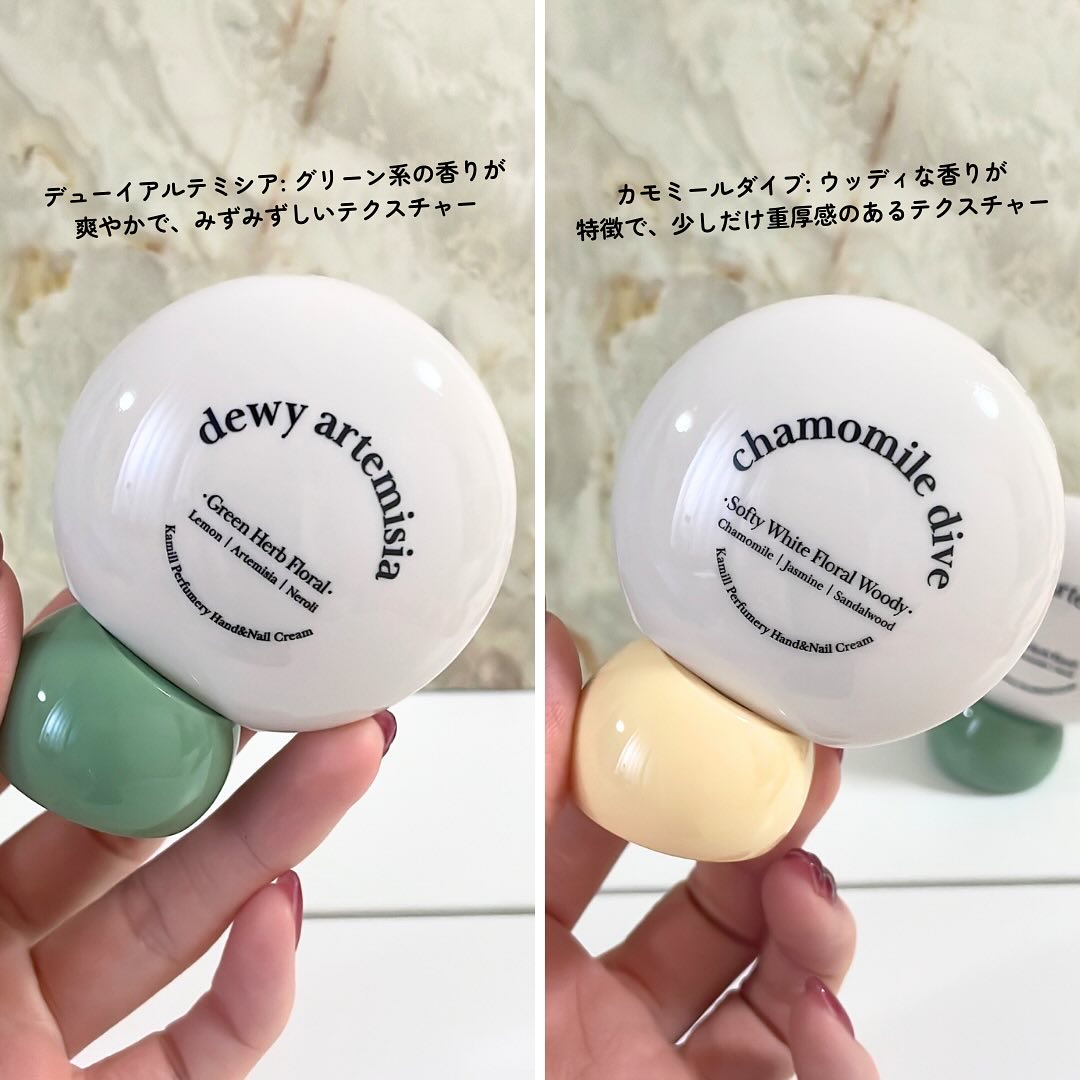 デューイアルテミシア: グリーン系の香りが
爽やかで、みずみずしいテクスチャー
dewy artemisia
·Green Herb Floral·
Lemon | Artemisia | Neroli
Kamill Perfumery Hand&Nail Cream
カモミールダイブ: ウッディな香りが
特徴で、少しだけ重厚感のあるテクスチャー
chamomile dive
·Softy White Floral Woody·
Chamomile | Jasmine | Sandalwood
Kamill Perfumery Hand&Nail Cream